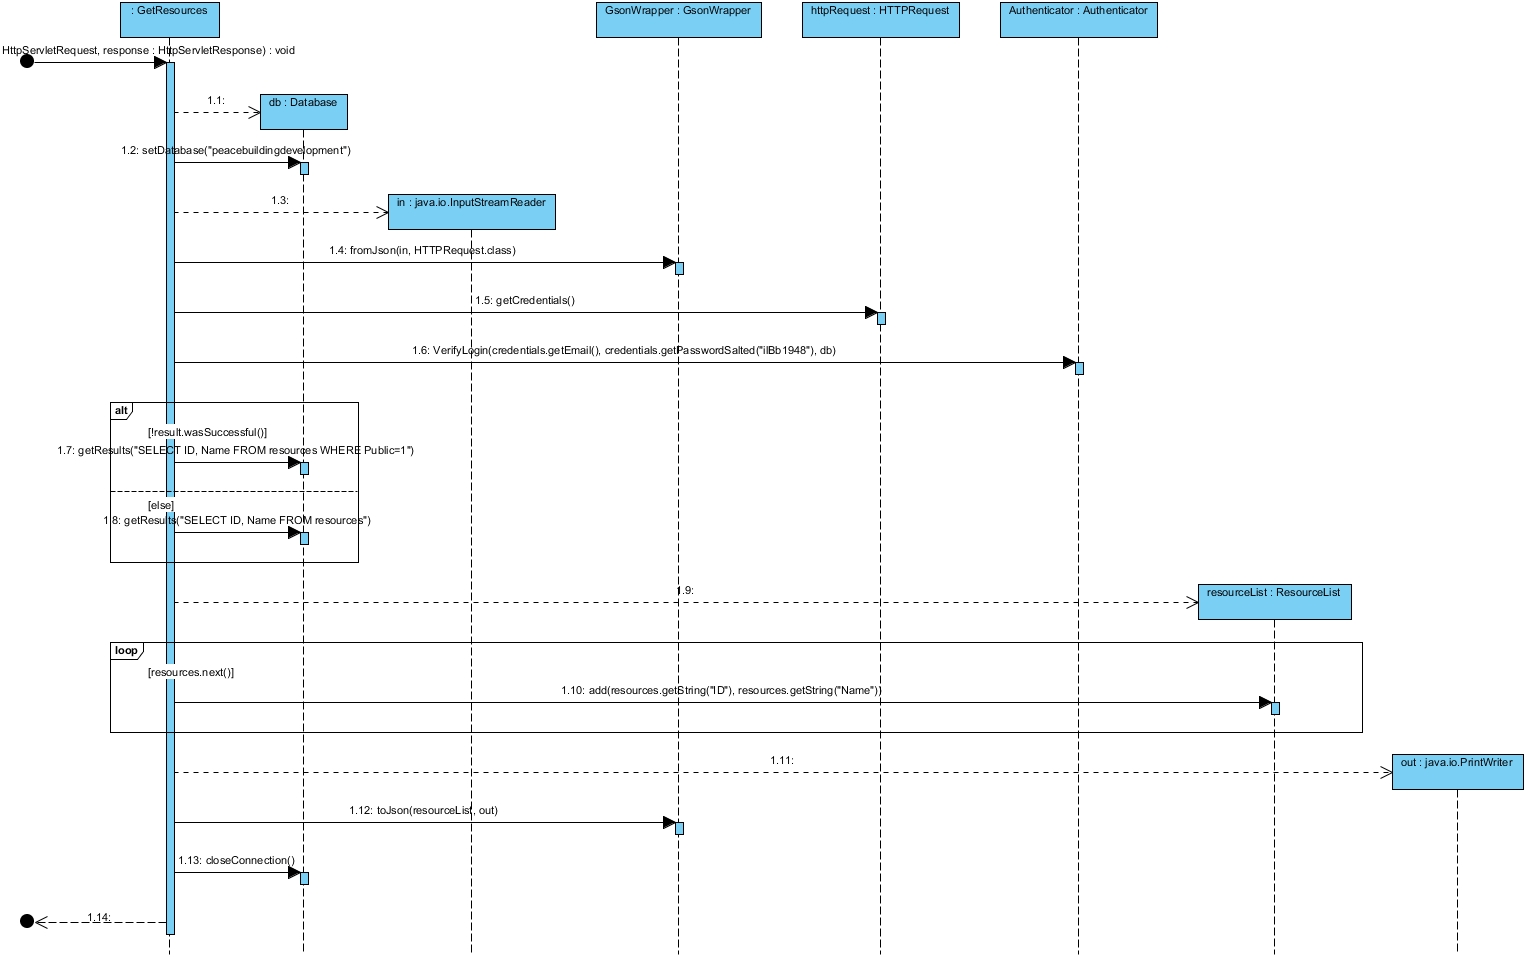 : GetResources
GsonWrapper : GsonWrapper
httpRequest : HTTPRequest
Authenticator : Authenticator
HttpServletRequest, response : HttpServletResponse) : void
1.1:
db : Database
1.2: setDatabase("peacebuildingdevelopment")
1.3:
in : java.io.InputStreamReader
1.4: fromJson(in, HTTPRequest.class)
1.5: getCredentials()
1.6: VerifyLogin(credentials.getEmail(), credentials.getPasswordSalted("ilBb1948"), db)
alt
[!result.wasSuccessful()]
1.7: getResults("SELECT ID, Name FROM resources WHERE Public=1")
[else]
1.8: getResults("SELECT ID, Name FROM resources")
1.9:
resourceList : ResourceList
loop
[resources.next()]
1.10: add(resources.getString("ID"), resources.getString("Name"))
1.11:
out : java.io.PrintWriter
1.12: toJson(resourceList, out)
1.13: closeConnection()
1.14: